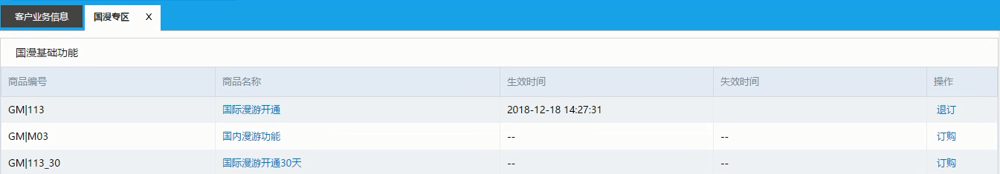 客户业务信息 国漫专区 X
国漫基础功能
商品编号 商品名称 生效时间 失效时间 操作
GM|113 国际漫游开通 2018-12-18 14:27:31 退订
GM|M03 国内漫游功能 -- -- 订购
GM|113_30 国际漫游开通30天 -- -- 订购